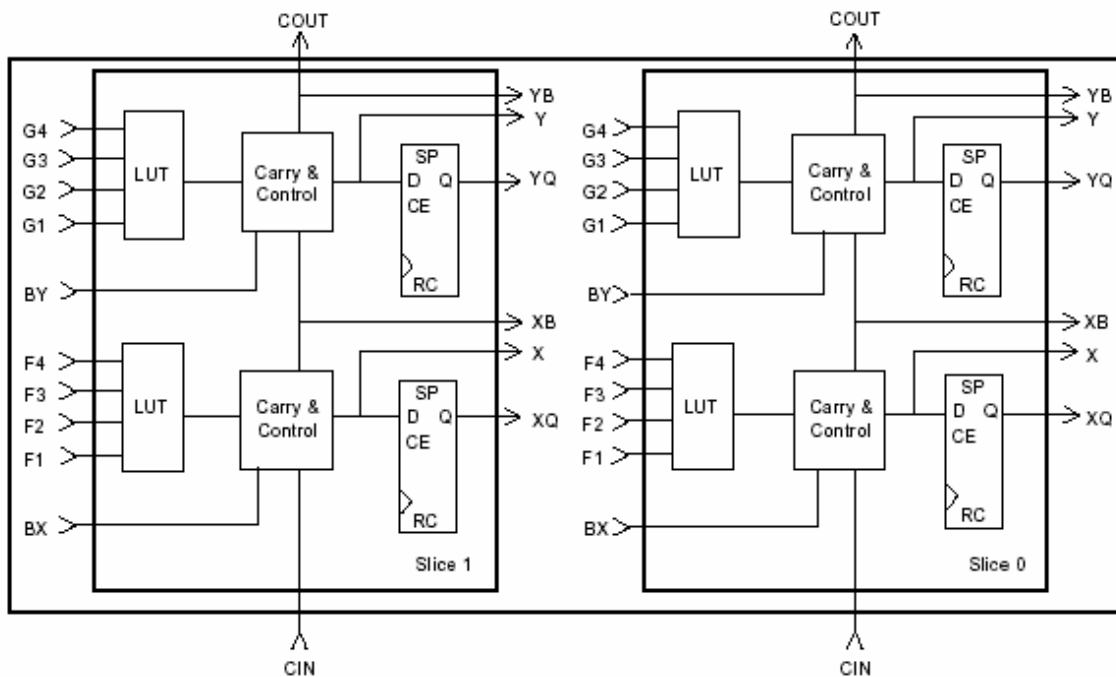 COUT
YB
Y
G4
G3
G2
G1
LUT
Carry &
Control
SP
D Q
CE
RC
YQ
BY
XB
X
F4
F3
F2
F1
LUT
Carry &
Control
SP
D Q
CE
RC
XQ
BX
Slice 1
CIN
COUT
YB
Y
G4
G3
G2
G1
LUT
Carry &
Control
SP
D Q
CE
RC
YQ
BY
XB
X
F4
F3
F2
F1
LUT
Carry &
Control
SP
D Q
CE
RC
XQ
BX
Slice 0
CIN